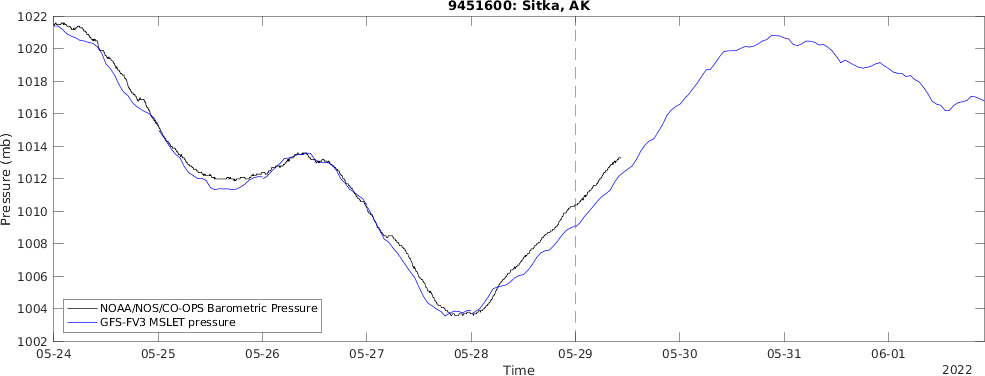 9451600: Sitka, AK
1022
1020
1018
1016
1014
1012
1010
1008
1006
1004
1002
Pressure (mb)
NOAA/NOS/CO-OPS Barometric Pressure
GFS-FV3 MSLET pressure
05-24 05-25 05-26 05-27 05-28 05-29 05-30 05-31 06-01
Time
2022